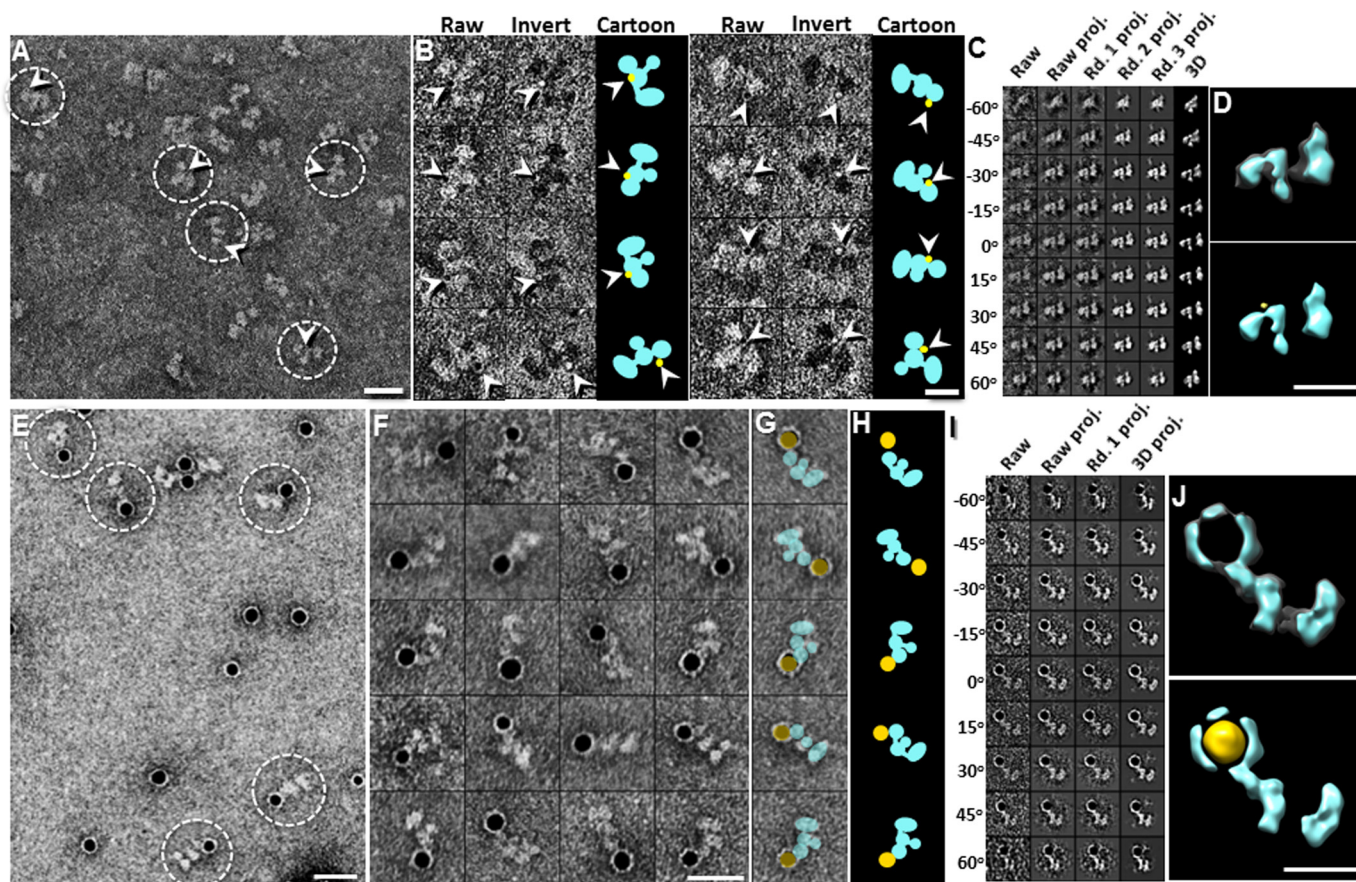 Raw Invert Cartoon Raw Invert Cartoon
A
B
C
Raw Raw proj. Rd. 1 proj. Rd. 2 proj. Rd. 3 proj. 3D
-60°
-45°
-30°
-15°
0°
15°
30°
45°
60°
D
E
F
G
H
I
Raw Raw proj. Rd. 1 proj. 3D proj.
-60°
-45°
-30°
-15°
0°
15°
30°
45°
60°
J